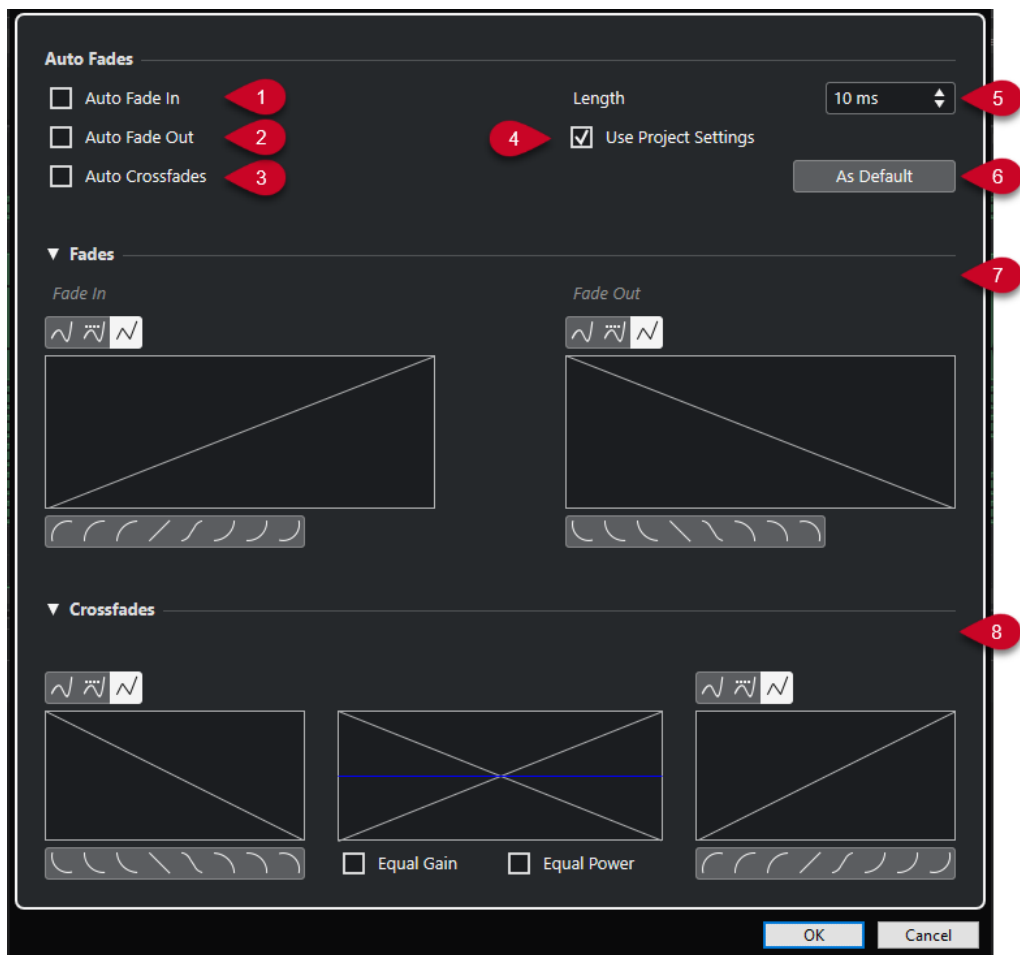 Auto Fades
Auto Fade In 1 Length 10 ms 5
Auto Fade Out 2 4 Use Project Settings
Auto Crossfades 3 As Default 6
Fades
7
Fade In Fade Out
Crossfades
8
Equal Gain Equal Power
OK Cancel